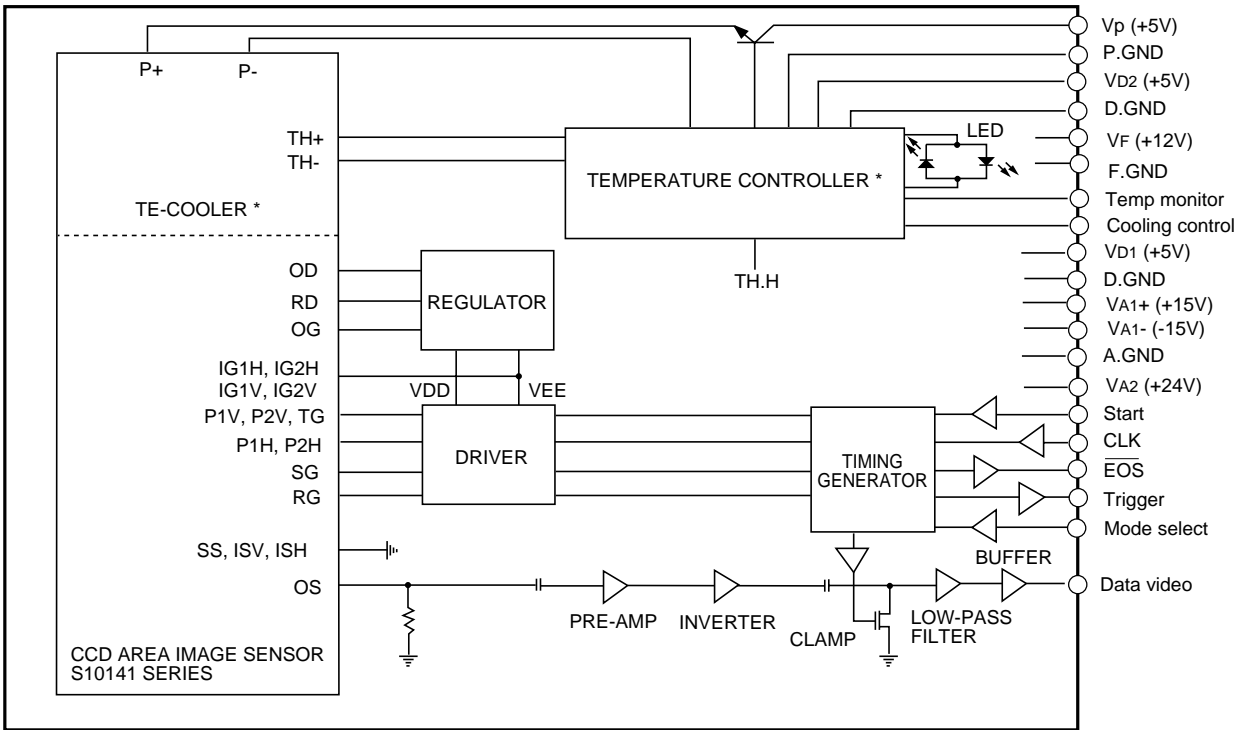 Vp (+5V)
P.GND
VD2 (+5V)
D.GND
VF (+12V)
F.GND
Temp monitor
Cooling control
VD1 (+5V)
D.GND
VA1+ (+15V)
VA1- (-15V)
A.GND
VA2 (+24V)
Start
CLK
EOS
Trigger
Mode select
Data video
P+
P-
TH+
TH-
TE-COOLER *
TEMPERATURE CONTROLLER *
LED
TH.H
OD
RD
OG
REGULATOR
IG1H, IG2H
IG1V, IG2V
VDD
VEE
P1V, P2V, TG
P1H, P2H
SG
RG
DRIVER
TIMING
GENERATOR
BUFFER
SS, ISV, ISH
OS
PRE-AMP
INVERTER
CLAMP
LOW-PASS
FILTER
CCD AREA IMAGE SENSOR
S10141 SERIES